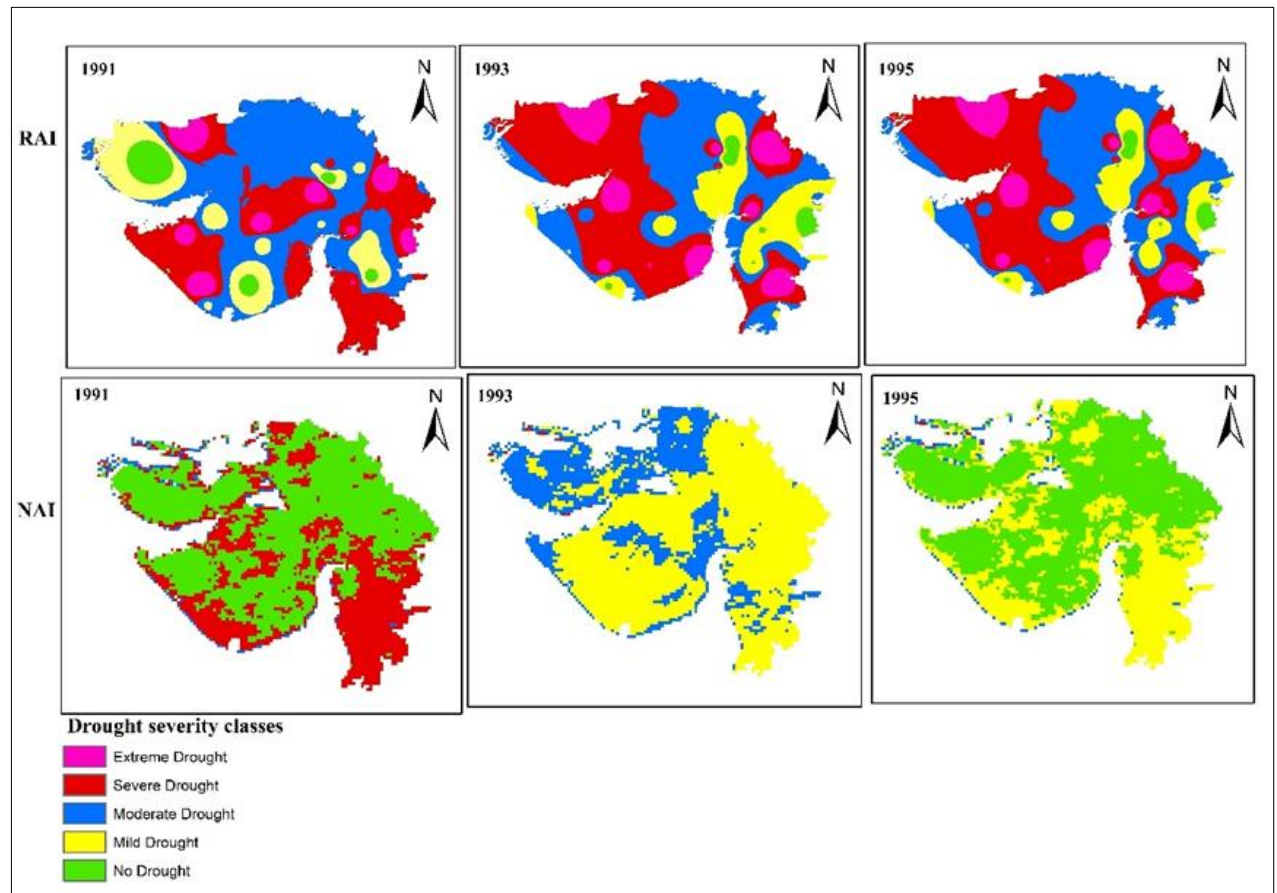 1991
N
1993
N
1995
N
RAI
1991
N
1993
N
1995
N
NAI
Drought severity classes
Extreme Drought
Severe Drought
Moderate Drought
Mild Drought
No Drought